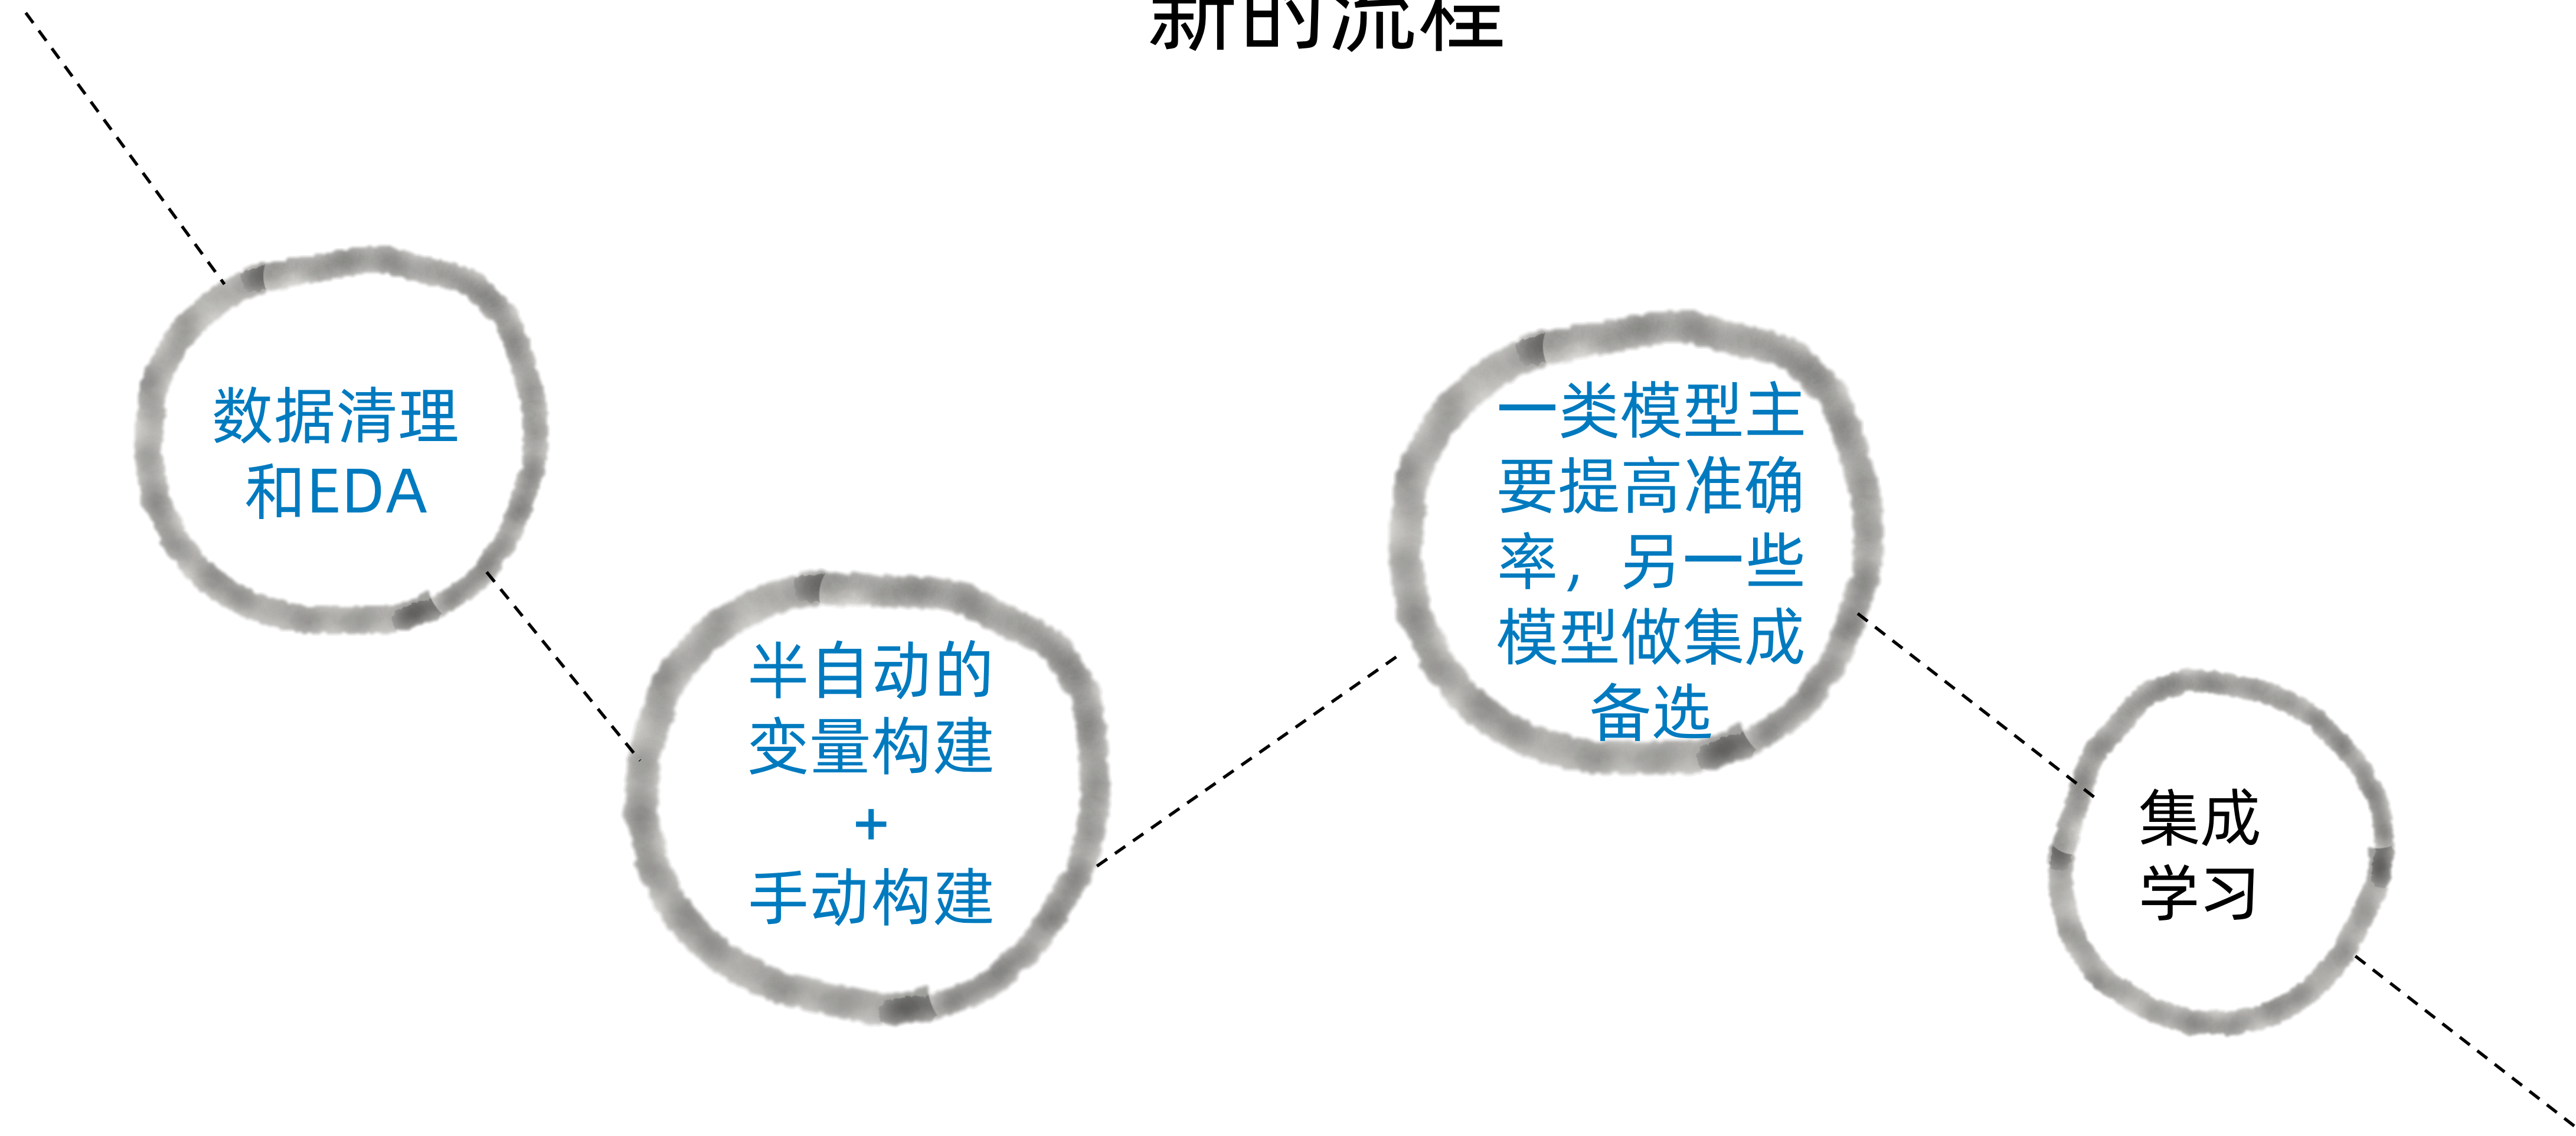 新的流程
数据清理
和EDA
半自动的
变量构建
+
手动构建
一类模型主
要提高准确
率，另一些
模型做集成
备选
集成
学习